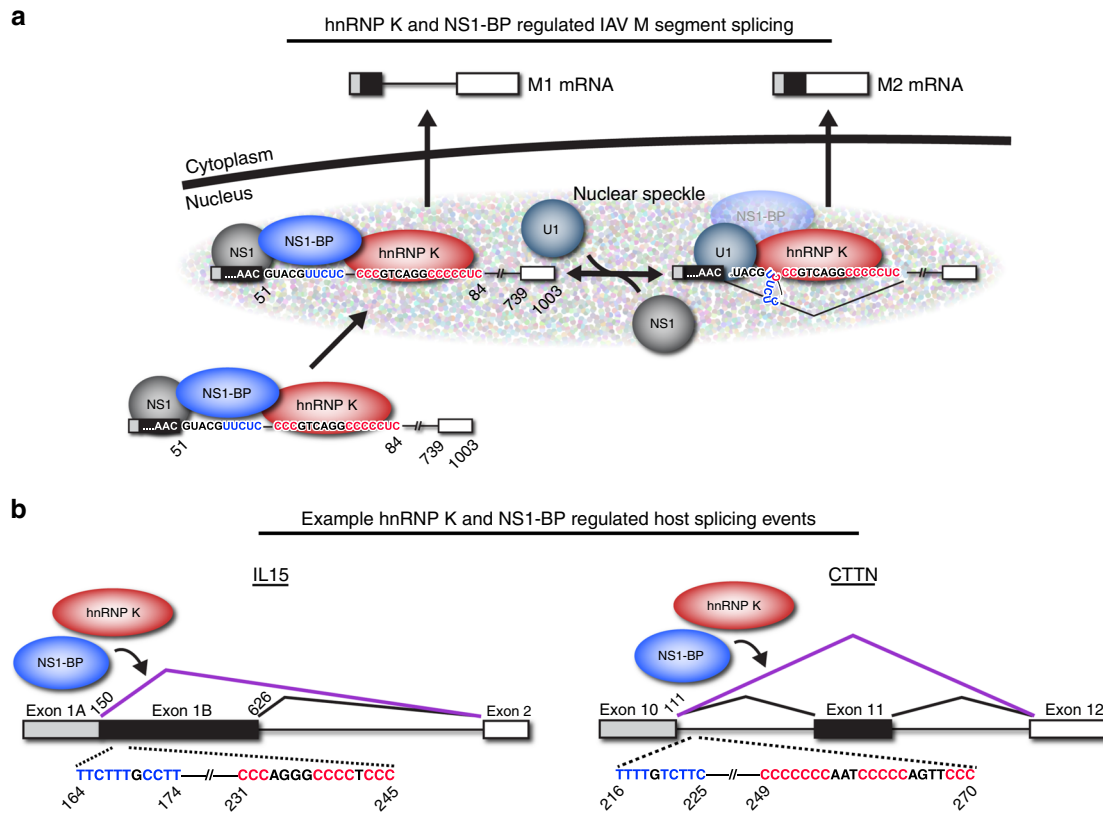 a
hnRNP K and NS1-BP regulated IAV M segment splicing
M1 mRNA
M2 mRNA
Cytoplasm
Nucleus
Nuclear speckle
NS1
NS1-BP
hnRNP K
....AAC GUACGUUCUC CCCGTCAGGCCCCCUC
51
84
739
1003
U1
NS1
NS1-BP
U1
hnRNP K
....AAC .UACGUUCUC CCCGTCAGGCCCCCUC
NS1
NS1-BP
hnRNP K
....AAC GUACGUUCUC CCCGTCAGGCCCCCUC
51
84
739
1003
b
Example hnRNP K and NS1-BP regulated host splicing events
IL15
hnRNP K
NS1-BP
150
626
Exon 1A
Exon 1B
Exon 2
TTCTTTGCCTT—//—CCCAGGGCCCCTCCC
164
174
231
245
CTTN
hnRNP K
NS1-BP
111
Exon 10
Exon 11
Exon 12
TTTTGTCTTC—//—CCCCCCCAATCCCCCAGTTCCC
216
225
249
270